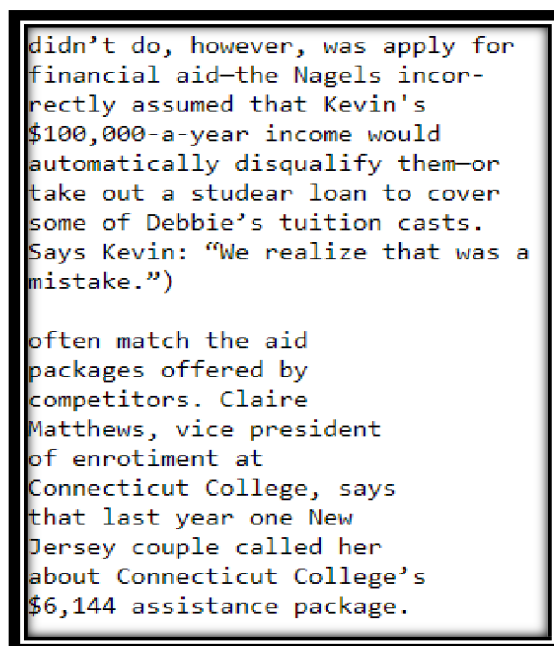 didn’t do, however, was apply for
financial aid—the Nagels incor-
rectly assumed that Kevin's
$100,000-a-year income would
automatically disqualify them—or
take out a studear loan to cover
some of Debbie’s tuition casts.
Says Kevin: “We realize that was a
mistake.”)

often match the aid
packages offered by
competitors. Claire
Matthews, vice president
of enrotiment at
Connecticut College, says
that last year one New
Jersey couple called her
about Connecticut College’s
$6,144 assistance package.